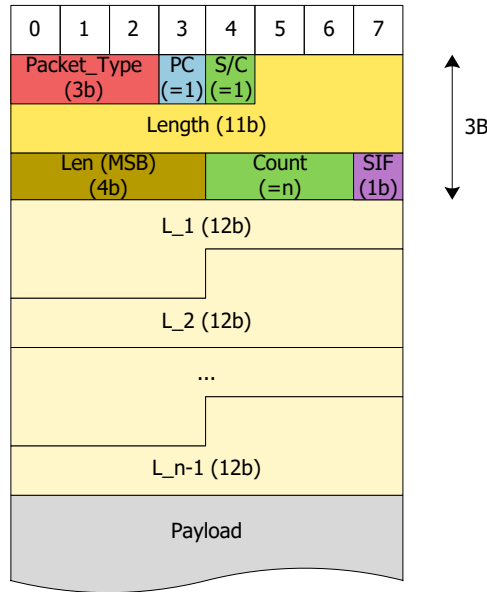 0 1 2 3 4 5 6 7
Packet_Type PC S/C
(3b) (=1) (=1)
3B
Length (11b)
Len (MSB) Count SIF
(4b) (=n) (1b)
L_1 (12b)
L_2 (12b)
...
L_n-1 (12b)
Payload